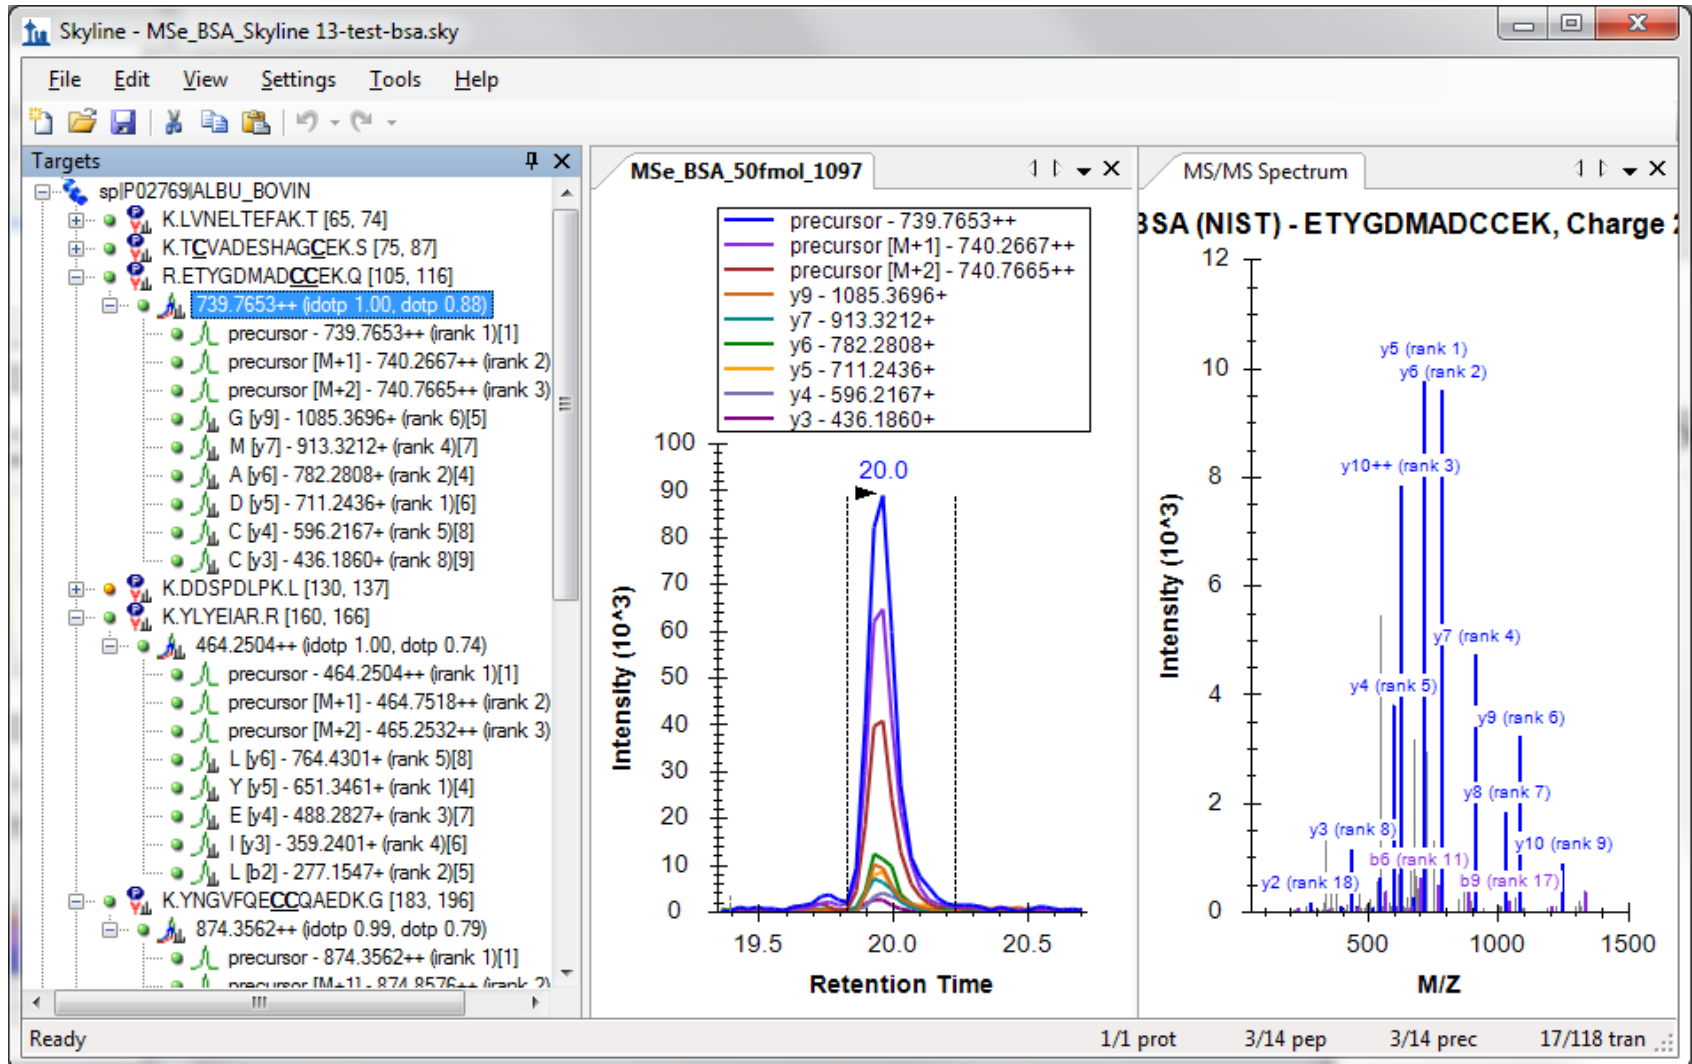 Skyline - MSe_BSA_Skyline 13-test-bsa.sky
File Edit View Settings Tools Help
Targets
sp|P02769|ALBU_BOVIN
K.LVNELTEFAK.T [65, 74]
K.TCVADESHAGCEK.S [75, 87]
R.ETYGDMADCCEK.Q [105, 116]
739.7653++ (idotp 1.00, dotp 0.88)
precursor - 739.7653++ (irank 1)[1]
precursor [M+1] - 740.2667++ (irank 2)
precursor [M+2] - 740.7665++ (irank 3)
G [y9] - 1085.3696+ (rank 6)[5]
M [y7] - 913.3212+ (rank 4)[7]
A [y6] - 782.2808+ (rank 2)[4]
D [y5] - 711.2436+ (rank 1)[6]
C [y4] - 596.2167+ (rank 5)[8]
C [y3] - 436.1860+ (rank 8)[9]
K.DDSPDLPK.L [130, 137]
K.YLYEIAR.R [160, 166]
464.2504++ (idotp 1.00, dotp 0.74)
precursor - 464.2504++ (irank 1)[1]
precursor [M+1] - 464.7518++ (irank 2)
precursor [M+2] - 465.2532++ (irank 3)
L [y6] - 764.4301+ (rank 5)[8]
Y [y5] - 651.3461+ (rank 1)[4]
E [y4] - 488.2827+ (rank 3)[7]
I [y3] - 359.2401+ (rank 4)[6]
L [b2] - 277.1547+ (rank 2)[5]
K.YNGVFQECCQAEDK.G [183, 196]
874.3562++ (idotp 0.99, dotp 0.79)
precursor - 874.3562++ (irank 1)[1]
precursor [M+1] - 874.8576++ (irank 2)
MSe_BSA_50fmol_1097
precursor - 739.7653++
precursor [M+1] - 740.2667++
precursor [M+2] - 740.7665++
y9 - 1085.3696+
y7 - 913.3212+
y6 - 782.2808+
y5 - 711.2436+
y4 - 596.2167+
y3 - 436.1860+
20.0
100
90
80
70
60
50
40
30
20
10
0
Intensity (10^3)
19.5 20.0 20.5
Retention Time
MS/MS Spectrum
BSA (NIST) - ETYGDMADCCEK, Charge 2
12
10
8
6
4
2
0
Intensity (10^3)
y5 (rank 1)
y6 (rank 2)
y10++ (rank 3)
y7 (rank 4)
y4 (rank 5)
y9 (rank 6)
y8 (rank 7)
y3 (rank 8)
y10 (rank 9)
b6 (rank 11)
y2 (rank 18)
b9 (rank 17)
500 1000 1500
M/Z
Ready
1/1 prot 3/14 pep 3/14 prec 17/118 tran